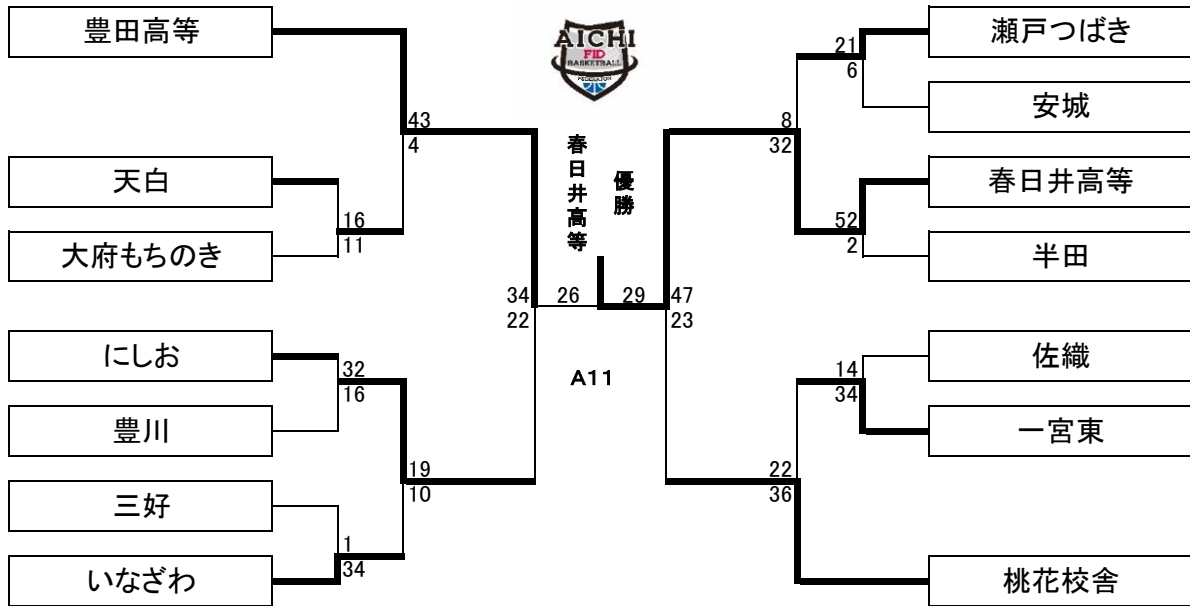 豊田高等
天白
大府もちのき
にしお
豊川
三好
いなざわ
43
4
16
11
32
16
19
10
1
34
34
22
AICHI
FID
BASKETBALL
FEDERATION
春日井高等
優勝
26
29
A11
47
23
8
32
21
6
52
2
14
34
22
36
瀬戸つばき
安城
春日井高等
半田
佐織
一宮東
桃花校舎